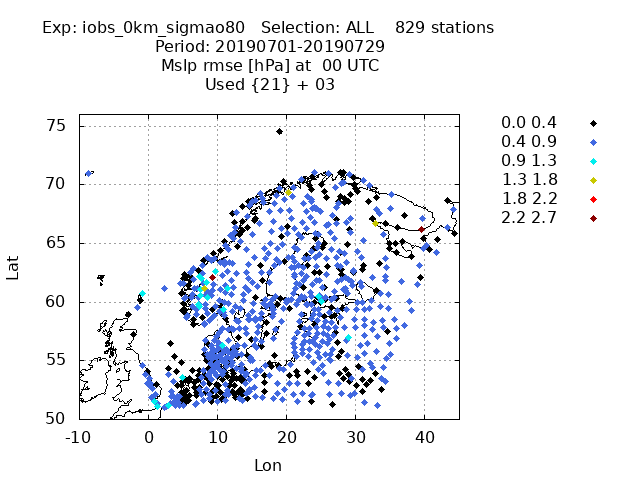 Exp: iobs_0km_sigmao80   Selection: ALL    829 stations
Period: 20190701-20190729
Mslp rmse [hPa] at  00 UTC
Used {21} + 03
0.0 0.4
0.4 0.9
0.9 1.3
1.3 1.8
1.8 2.2
2.2 2.7
75
70
65
60
55
50
Lat
-10 0 10 20 30 40
Lon